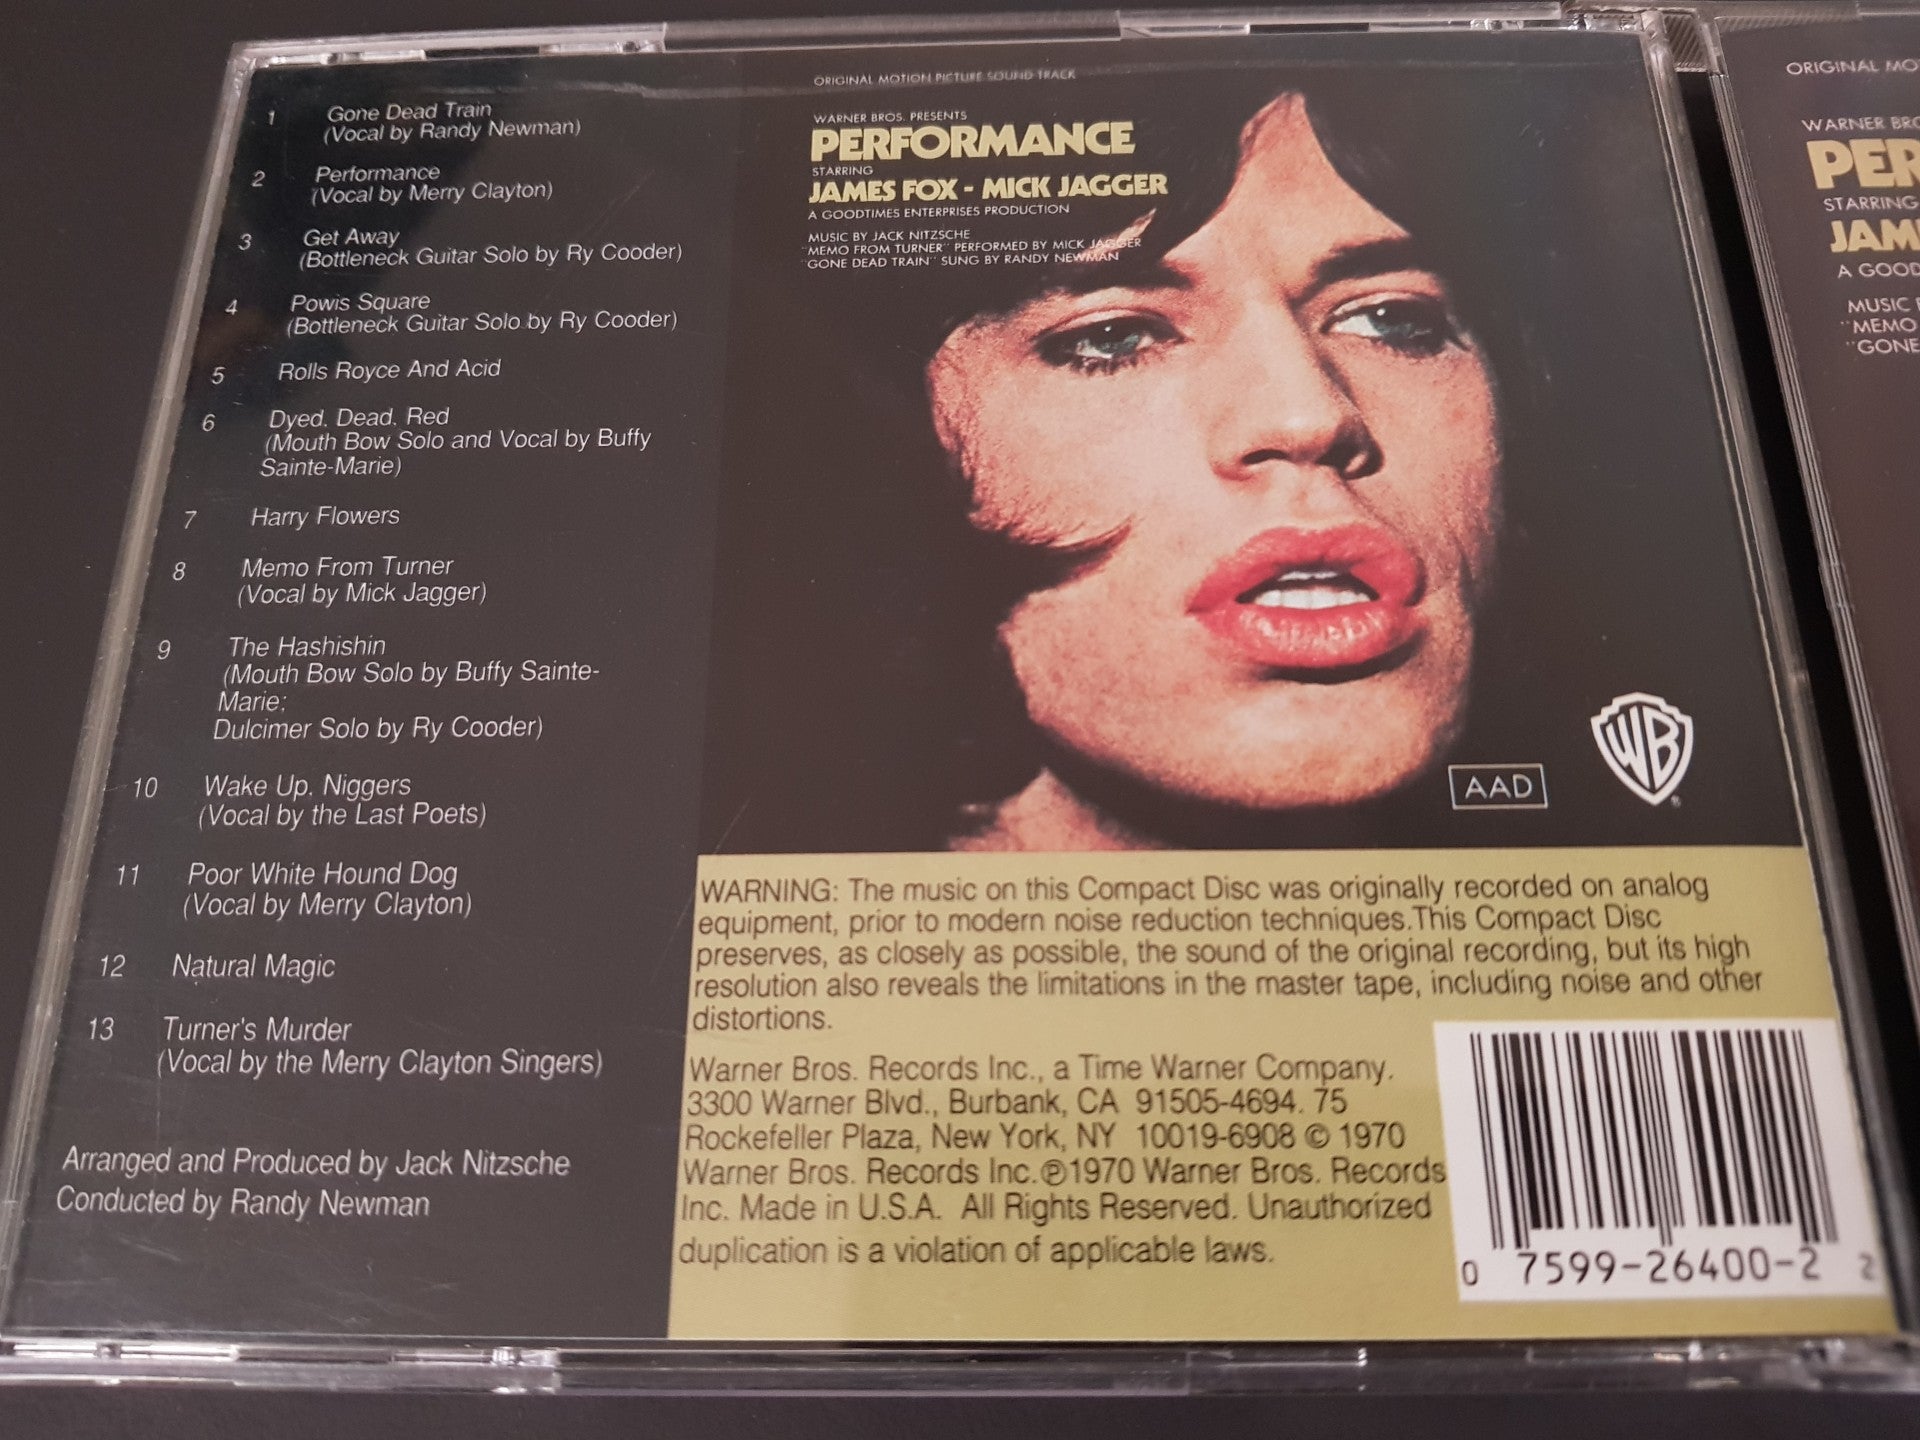 1 Gone Dead Train
(Vocal by Randy Newman)
2 Performance
(Vocal by Merry Clayton)
3 Get Away
(Bottleneck Guitar Solo by Ry Cooder)
4 Powis Square
(Bottleneck Guitar Solo by Ry Cooder)
5 Rolls Royce And Acid
6 Dyed. Dead. Red
(Mouth Bow Solo and Vocal by Buffy
Sainte-Marie)
7 Harry Flowers
8 Memo From Turner
(Vocal by Mick Jagger)
9 The Hashishin
(Mouth Bow Solo by Buffy Sainte-
Marie;
Dulcimer Solo by Ry Cooder)
10 Wake Up. Niggers
(Vocal by the Last Poets)
11 Poor White Hound Dog
(Vocal by Merry Clayton)
12 Natural Magic
13 Turner's Murder
(Vocal by the Merry Clayton Singers)
Arranged and Produced by Jack Nitzsche
Conducted by Randy Newman
ORIGINAL MOTION PICTURE SOUND TRACK
WARNER BROS. PRESENTS
PERFORMANCE
STARRING
JAMES FOX - MICK JAGGER
A GOODTIMES ENTERPRISES PRODUCTION
MUSIC BY JACK NITZSCHE
"MEMO FROM TURNER" PERFORMED BY MICK JAGGER
"GONE DEAD TRAIN" SUNG BY RANDY NEWMAN
AAD
WB
WARNING: The music on this Compact Disc was originally recorded on analog
equipment, prior to modern noise reduction techniques.This Compact Disc
preserves, as closely as possible, the sound of the original recording, but its high
resolution also reveals the limitations in the master tape, including noise and other
distortions.
Warner Bros. Records Inc., a Time Warner Company.
3300 Warner Blvd., Burbank, CA 91505-4694. 75
Rockefeller Plaza, New York, NY 10019-6908 © 1970
Warner Bros. Records Inc.℗1970 Warner Bros. Records
Inc. Made in U.S.A. All Rights Reserved. Unauthorized
duplication is a violation of applicable laws.
0 7599-26400-2 2
ORIGINAL MO
WARNER BRO
PER
STARRING
JAM
A GOOD
MUSIC
"MEMO
"GONE